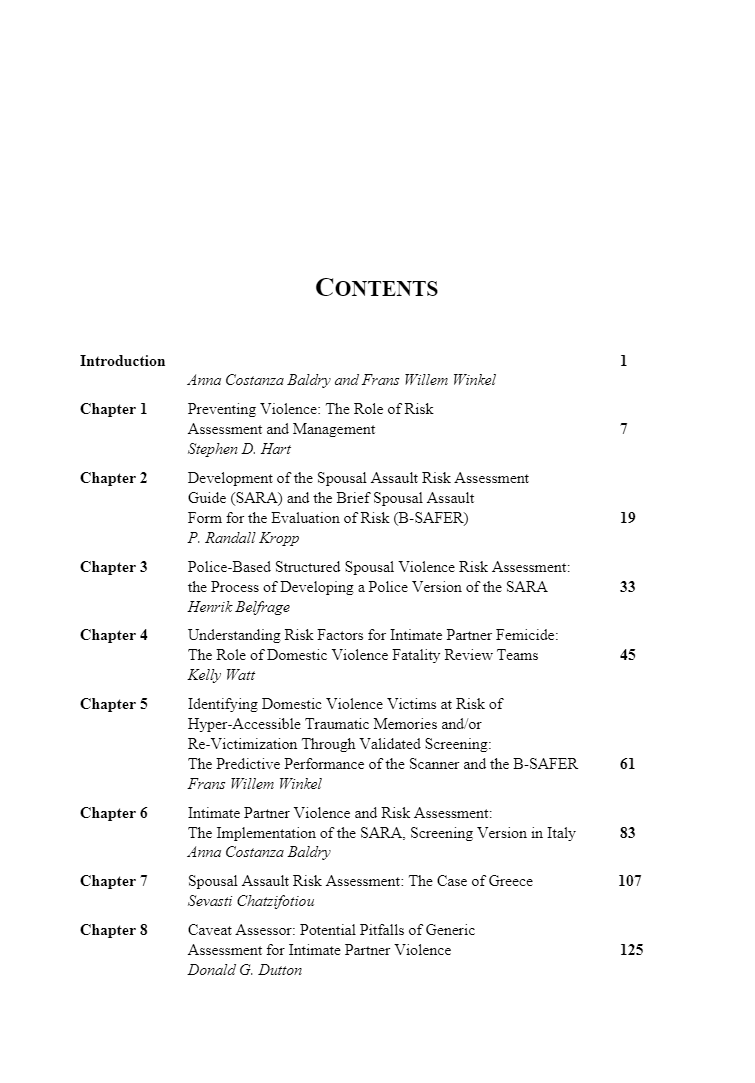 CONTENTS
Introduction 1
Anna Costanza Baldry and Frans Willem Winkel
Chapter 1 Preventing Violence: The Role of Risk
Assessment and Management 7
Stephen D. Hart
Chapter 2 Development of the Spousal Assault Risk Assessment
Guide (SARA) and the Brief Spousal Assault
Form for the Evaluation of Risk (B-SAFER) 19
P. Randall Kropp
Chapter 3 Police-Based Structured Spousal Violence Risk Assessment:
the Process of Developing a Police Version of the SARA 33
Henrik Belfrage
Chapter 4 Understanding Risk Factors for Intimate Partner Femicide:
The Role of Domestic Violence Fatality Review Teams 45
Kelly Watt
Chapter 5 Identifying Domestic Violence Victims at Risk of
Hyper-Accessible Traumatic Memories and/or
Re-Victimization Through Validated Screening:
The Predictive Performance of the Scanner and the B-SAFER 61
Frans Willem Winkel
Chapter 6 Intimate Partner Violence and Risk Assessment:
The Implementation of the SARA, Screening Version in Italy 83
Anna Costanza Baldry
Chapter 7 Spousal Assault Risk Assessment: The Case of Greece 107
Sevasti Chatzifotiou
Chapter 8 Caveat Assessor: Potential Pitfalls of Generic
Assessment for Intimate Partner Violence 125
Donald G. Dutton